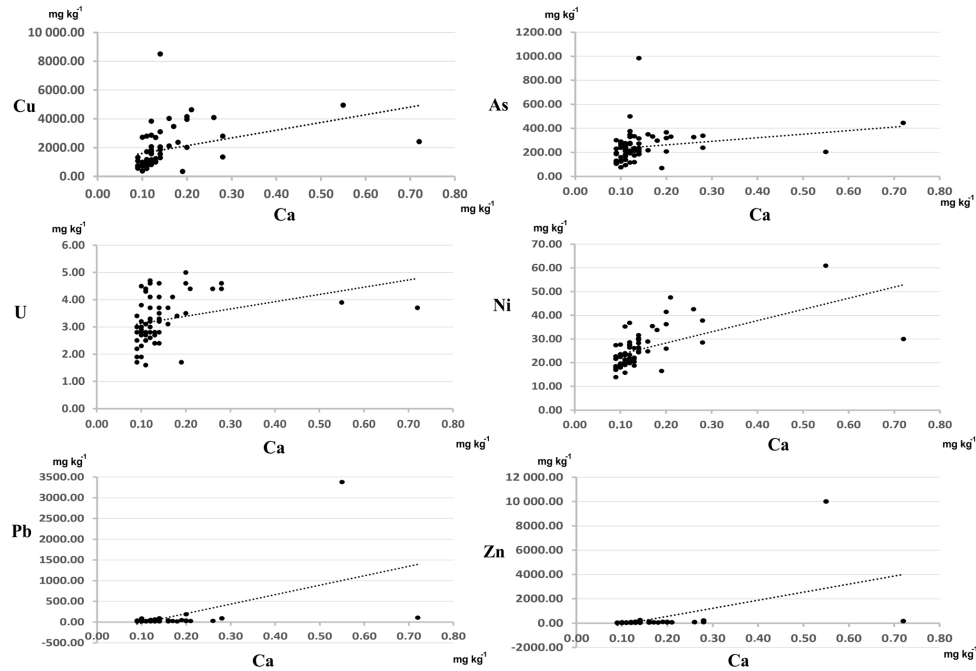 mg kg-1
10 000.00
8000.00
6000.00
4000.00
2000.00
0.00
Cu
0.00 0.10 0.20 0.30 0.40 0.50 0.60 0.70 0.80
Ca
mg kg-1
mg kg-1
1200.00
1000.00
800.00
600.00
400.00
200.00
0.00
As
0.00 0.10 0.20 0.30 0.40 0.50 0.60 0.70 0.80
Ca
mg kg-1
mg kg-1
6.00
5.00
4.00
3.00
2.00
1.00
0.00
U
0.00 0.10 0.20 0.30 0.40 0.50 0.60 0.70 0.80
Ca
mg kg-1
mg kg-1
70.00
60.00
50.00
40.00
30.00
20.00
10.00
0.00
Ni
0.00 0.10 0.20 0.30 0.40 0.50 0.60 0.70 0.80
Ca
mg kg-1
mg kg-1
3500.00
3000.00
2500.00
2000.00
1500.00
1000.00
500.00
0.00
-500.00
Pb
0.00 0.10 0.20 0.30 0.40 0.50 0.60 0.70 0.80
Ca
mg kg-1
mg kg-1
12 000.00
10 000.00
8000.00
6000.00
4000.00
2000.00
0.00
-2000.00
Zn
0.00 0.10 0.20 0.30 0.40 0.50 0.60 0.70 0.80
Ca
mg kg-1